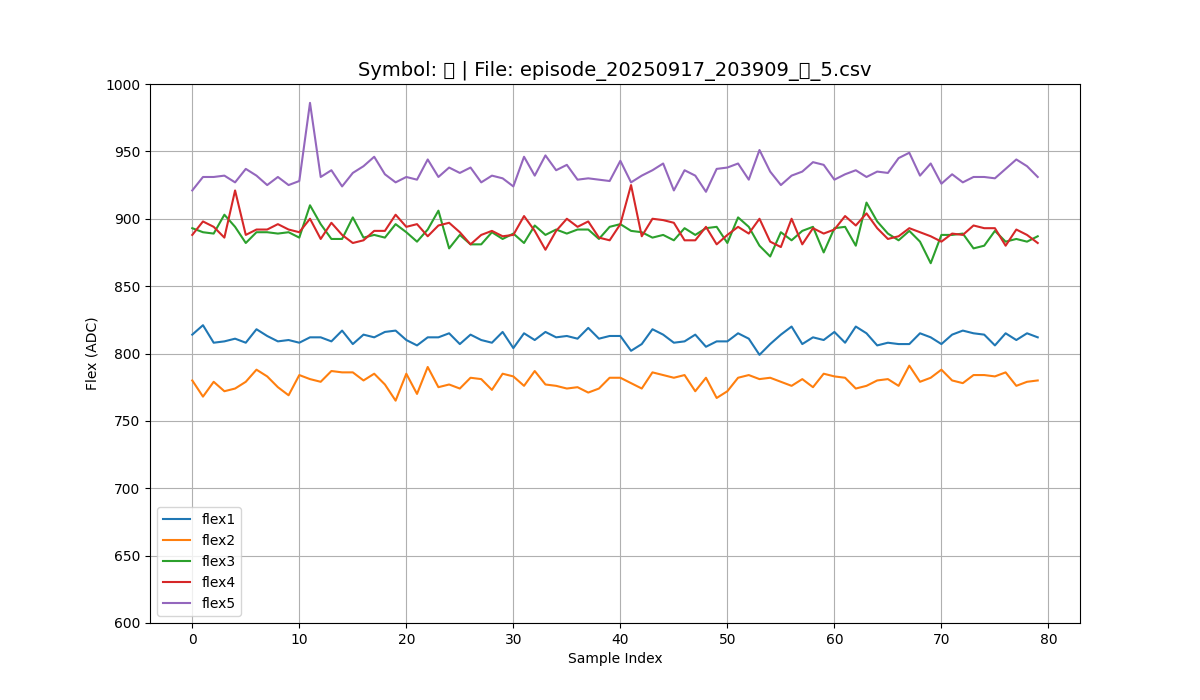 Symbol: | File: episode_20250917_203909_ _5.csv
Flex (ADC)
1000
950
900
850
800
750
700
650
600
flex1
flex2
flex3
flex4
flex5
0 10 20 30 40 50 60 70 80
Sample Index